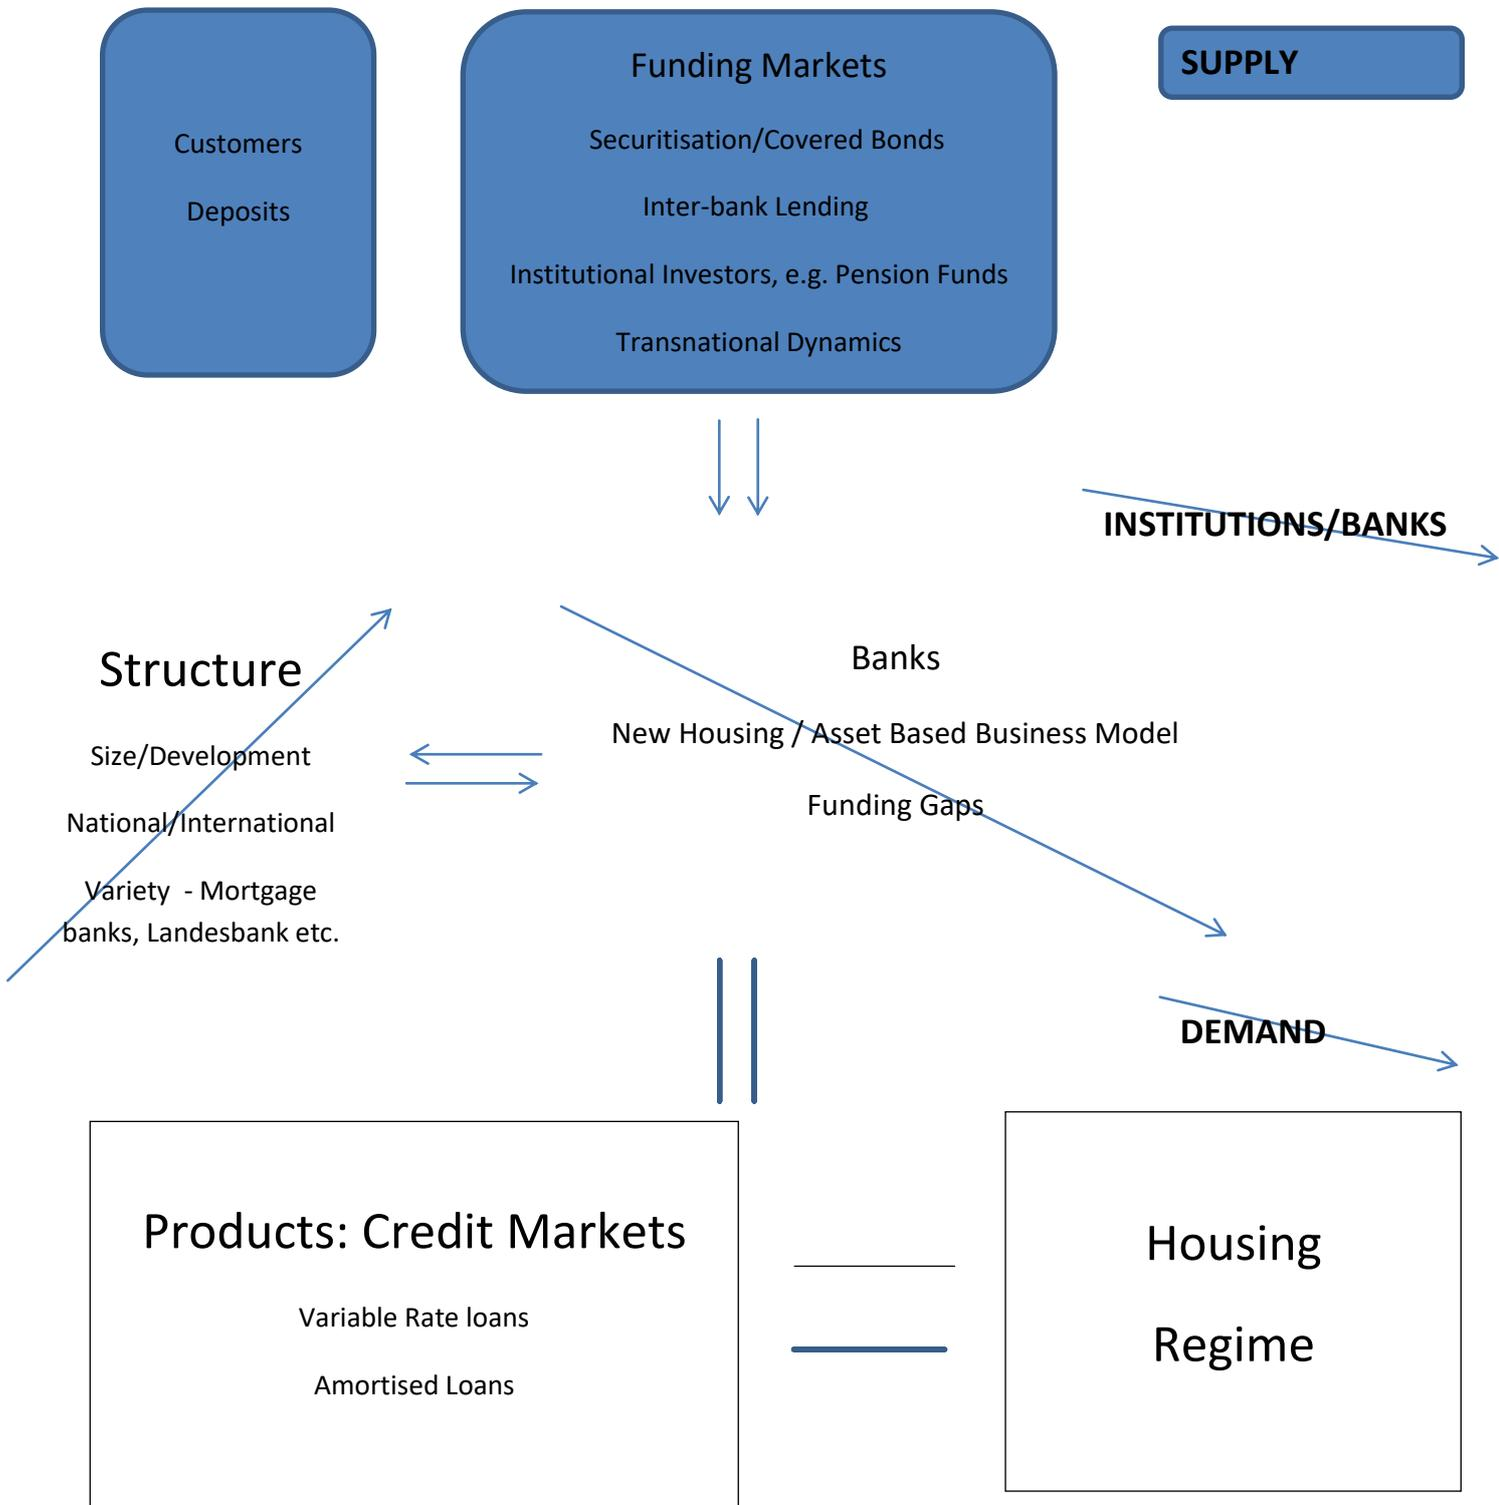 Customers
Deposits
Funding Markets
Securitisation/Covered Bonds
Inter-bank Lending
Institutional Investors, e.g. Pension Funds
Transnational Dynamics
SUPPLY
INSTITUTIONS/BANKS
Structure
Size/Development
National/International
Variety  - Mortgage
banks, Landesbank etc.
Banks
New Housing / Asset Based Business Model
Funding Gaps
DEMAND
Products: Credit Markets
Variable Rate loans
Amortised Loans
Housing
Regime